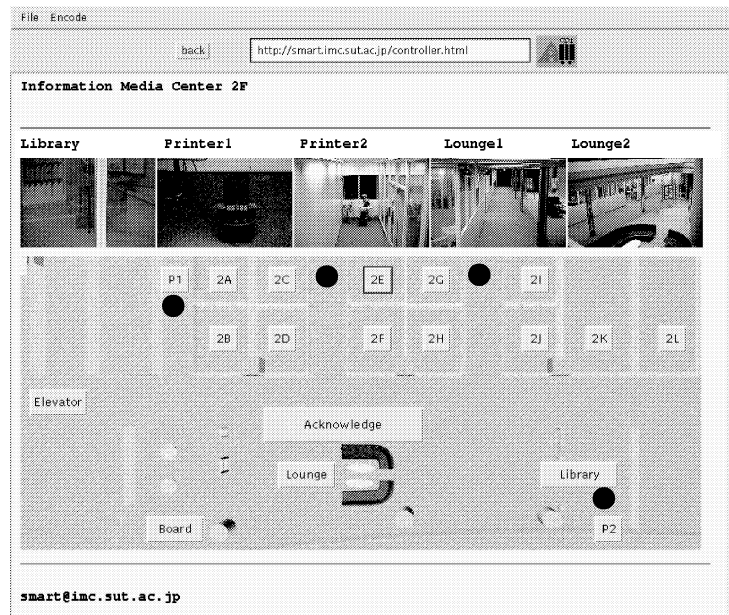 File Encode
back http://smart.imc.sut.ac.jp/controller.html
Information Media Center 2F
Library Printer1 Printer2 Lounge1 Lounge2
P1 2A 2C 2E 2G 2I
2B 2D 2F 2H 2J 2K 2L
Elevator
Acknowledge
Lounge Library
Board P2
smart@imc.sut.ac.jp